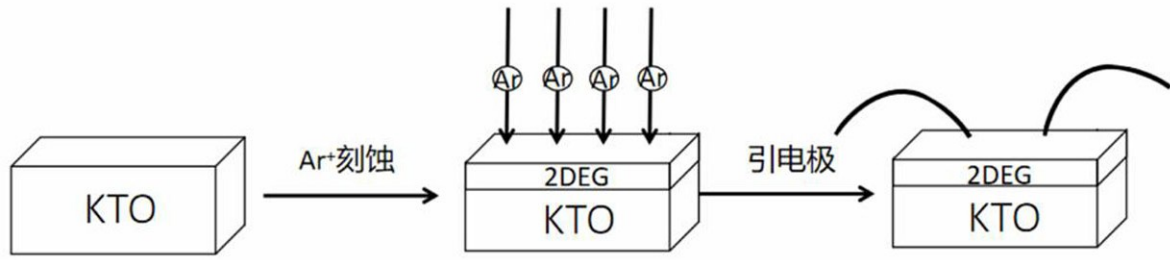 KTO
Ar⁺刻蚀
Ar Ar Ar Ar
2DEG
KTO
引电极
2DEG
KTO